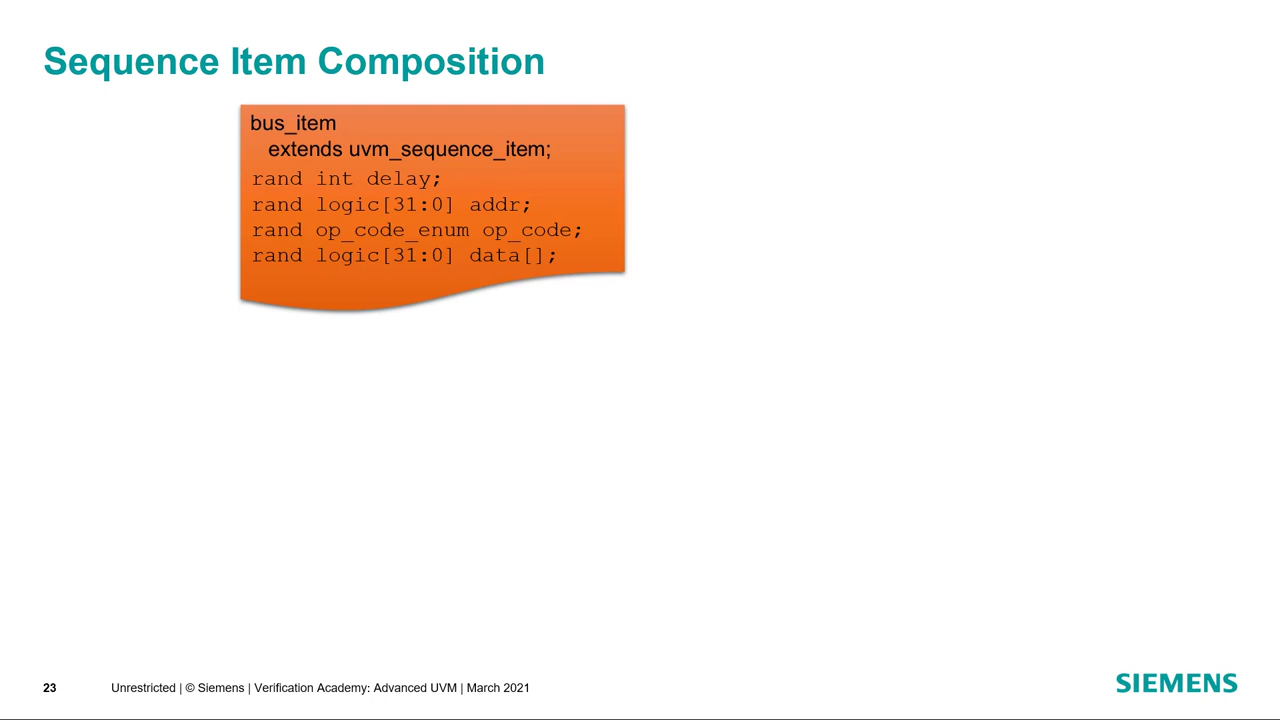 Sequence Item Composition
bus_item
extends uvm_sequence_item;
rand int delay;
rand logic[31:0] addr;
rand op_code_enum op_code;
rand logic[31:0] data[];
23 Unrestricted | © Siemens | Verification Academy: Advanced UVM | March 2021
SIEMENS